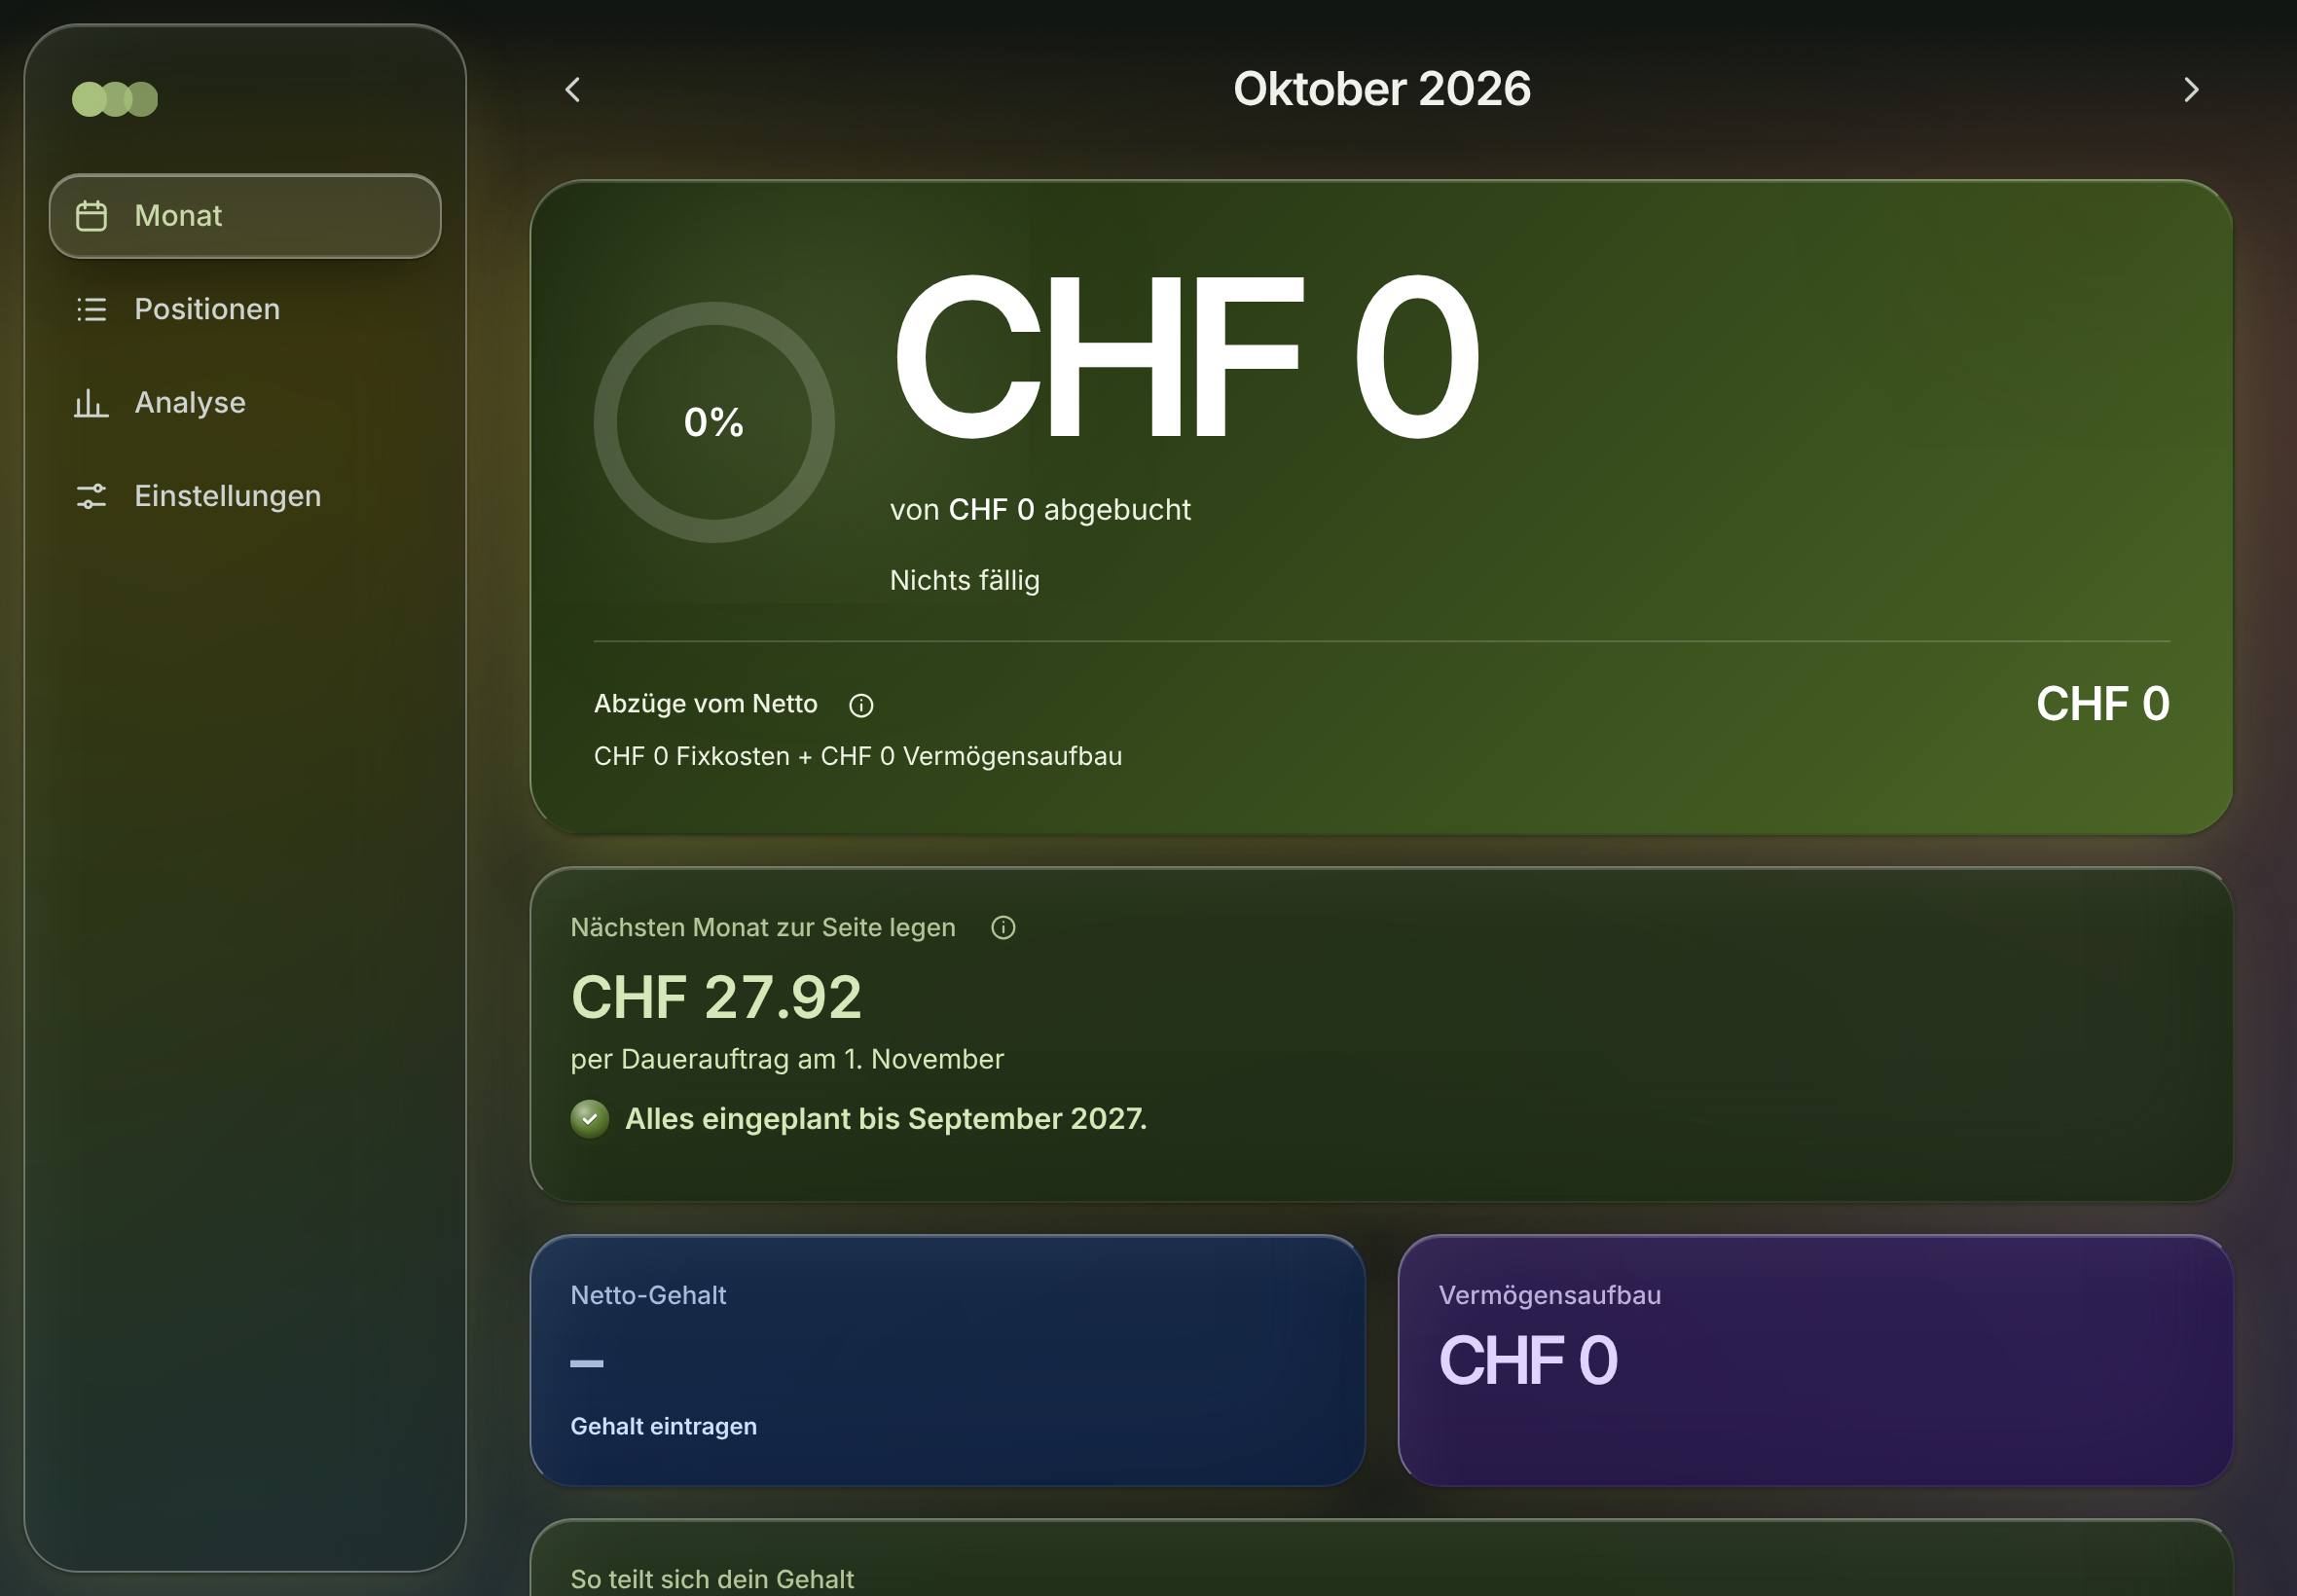 Oktober 2026
Monat
Positionen
Analyse
Einstellungen
0%
CHF 0
von CHF 0 abgebucht
Nichts fällig
Abzüge vom Netto
CHF 0
CHF 0 Fixkosten + CHF 0 Vermögensaufbau
Nächsten Monat zur Seite legen
CHF 27.92
per Dauerauftrag am 1. November
Alles eingeplant bis September 2027.
Netto-Gehalt
–
Gehalt eintragen
Vermögensaufbau
CHF 0
So teilt sich dein Gehalt